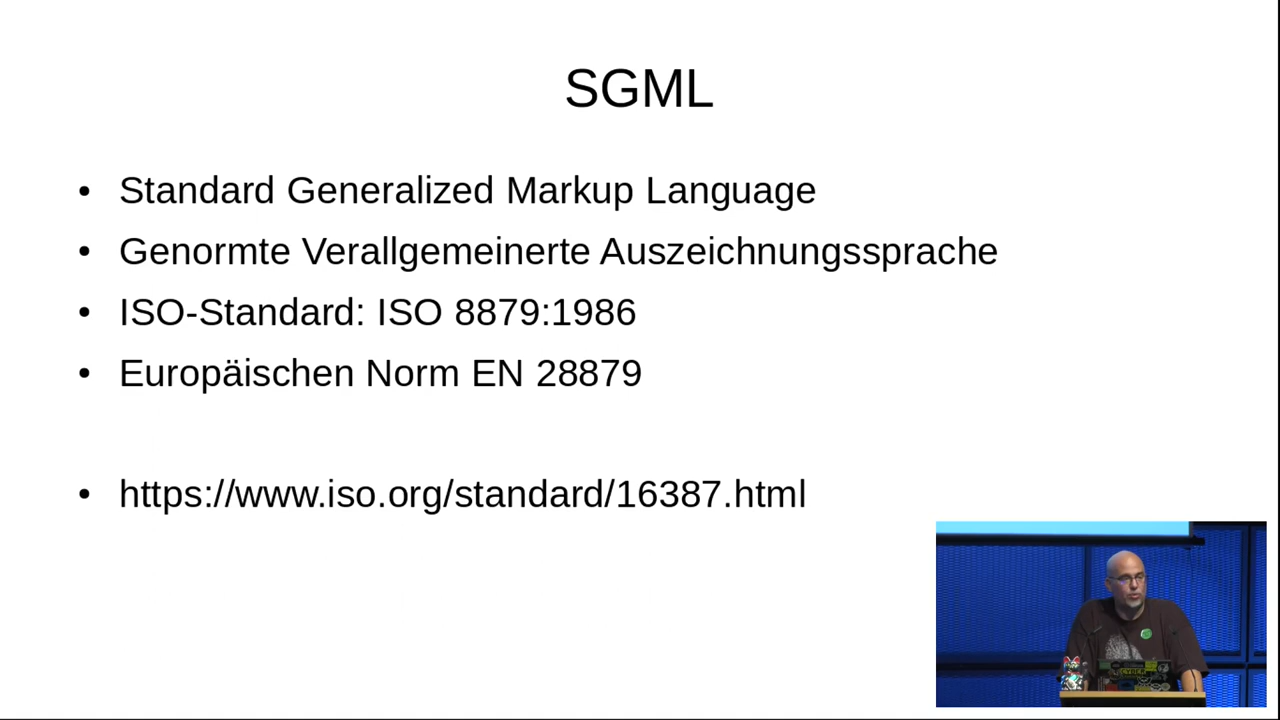 SGML
Standard Generalized Markup Language
Genormte Verallgemeinerte Auszeichnungssprache
ISO-Standard: ISO 8879:1986
Europäischen Norm EN 28879
https://www.iso.org/standard/16387.html
CYBER